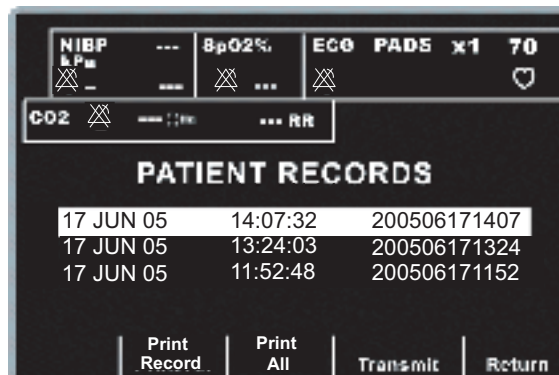 NIBP --- SpO2% ECG PADS x1 70
kPa
- --- ---
CO2 --- --- RR
PATIENT RECORDS
17 JUN 05 14:07:32 200506171407
17 JUN 05 13:24:03 200506171324
17 JUN 05 11:52:48 200506171152
Print Record
Print All
Transmit
Return